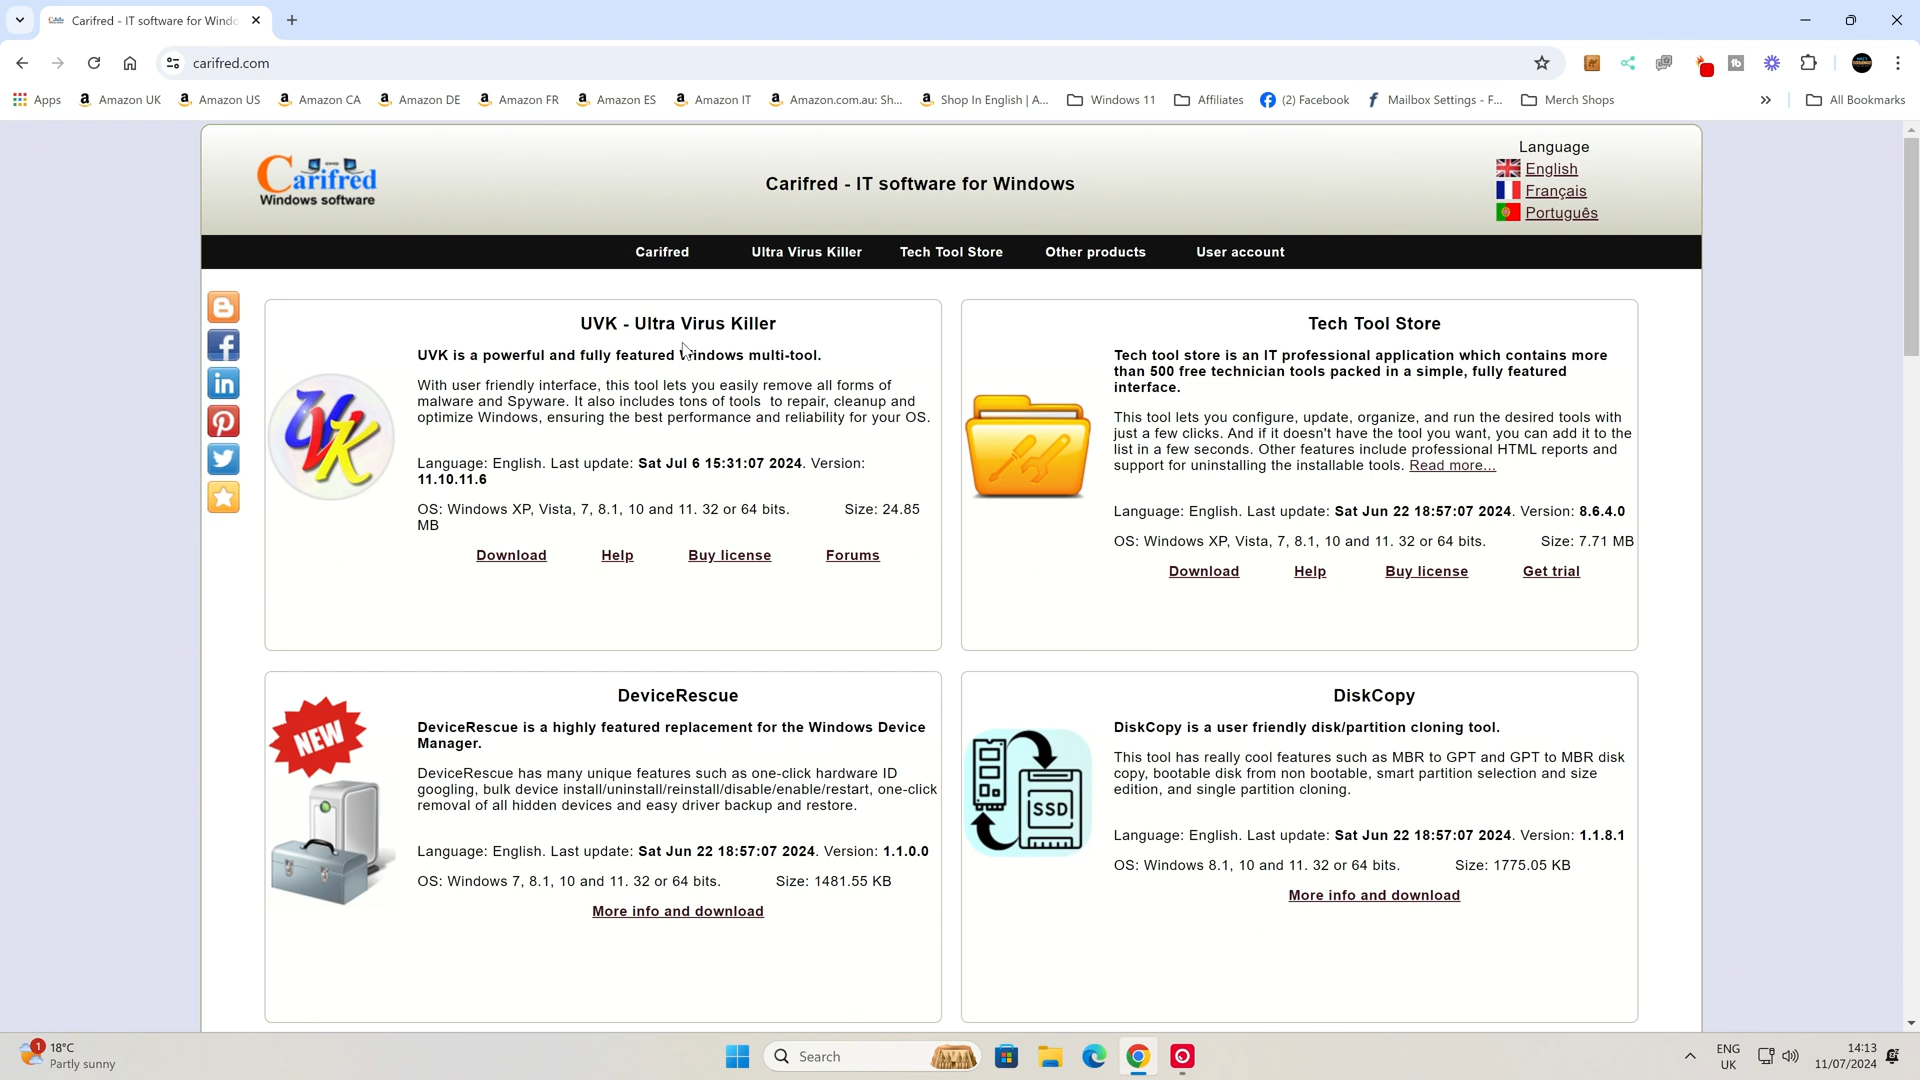 Carifred - IT software for Windo
carifred.com
Apps
Amazon UK
Amazon US
Amazon CA
Amazon DE
Amazon FR
Amazon ES
Amazon IT
Amazon.com.au: Sh...
Shop In English | A...
Windows 11
Affiliates
(2) Facebook
Mailbox Settings - F...
Merch Shops
All Bookmarks
Carifred
Windows software
Carifred - IT software for Windows
Language
English
Français
Português
Carifred
Ultra Virus Killer
Tech Tool Store
Other products
User account
UVK - Ultra Virus Killer
UVK is a powerful and fully featured Windows multi-tool.
With user friendly interface, this tool lets you easily remove all forms of
malware and Spyware. It also includes tons of tools to repair, cleanup and
optimize Windows, ensuring the best performance and reliability for your OS.
Language: English. Last update: Sat Jul 6 15:31:07 2024. Version:
11.10.11.6
OS: Windows XP, Vista, 7, 8.1, 10 and 11. 32 or 64 bits. Size: 24.85
MB
Download Help Buy license Forums
UVK
Tech Tool Store
Tech tool store is an IT professional application which contains more
than 500 free technician tools packed in a simple, fully featured
interface.
This tool lets you configure, update, organize, and run the desired tools with
just a few clicks. And if it doesn't have the tool you want, you can add it to the
list in a few seconds. Other features include professional HTML reports and
support for uninstalling the installable tools. Read more...
Language: English. Last update: Sat Jun 22 18:57:07 2024. Version: 8.6.4.0
OS: Windows XP, Vista, 7, 8.1, 10 and 11. 32 or 64 bits. Size: 7.71 MB
Download Help Buy license Get trial
DeviceRescue
NEW
DeviceRescue is a highly featured replacement for the Windows Device
Manager.
DeviceRescue has many unique features such as one-click hardware ID
googling, bulk device install/uninstall/reinstall/disable/enable/restart, one-click
removal of all hidden devices and easy driver backup and restore.
Language: English. Last update: Sat Jun 22 18:57:07 2024. Version: 1.1.0.0
OS: Windows 7, 8.1, 10 and 11. 32 or 64 bits. Size: 1481.55 KB
More info and download
DiskCopy
SSD
DiskCopy is a user friendly disk/partition cloning tool.
This tool has really cool features such as MBR to GPT and GPT to MBR disk
copy, bootable disk from non bootable, smart partition selection and size
edition, and single partition cloning.
Language: English. Last update: Sat Jun 22 18:57:07 2024. Version: 1.1.8.1
OS: Windows 8.1, 10 and 11. 32 or 64 bits. Size: 1775.05 KB
More info and download
1
18°C
Partly sunny
Search
ENG
UK
14:13
11/07/2024